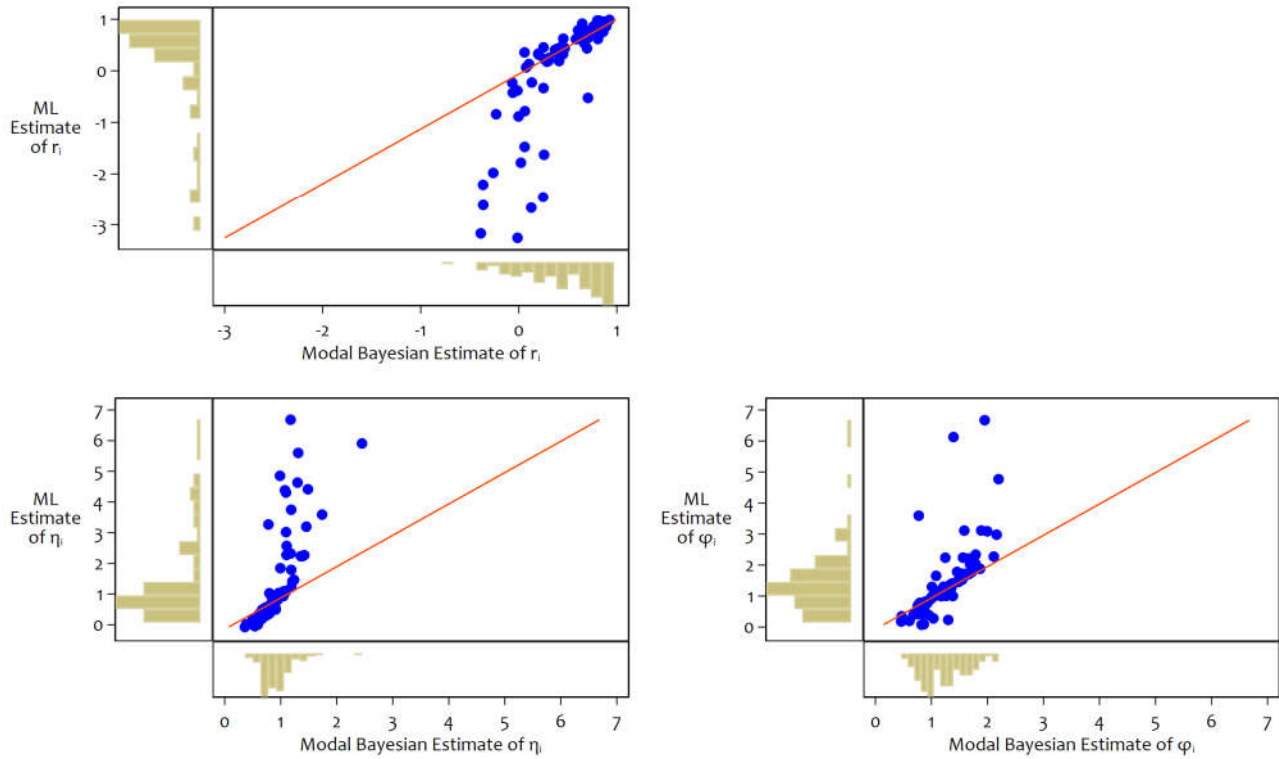 1
0
ML
Estimate
of rᵢ
-1
-2
-3
-3 -2 -1 0 1
Modal Bayesian Estimate of rᵢ
7
6
5
ML
Estimate
of ηᵢ
4
3
2
1
0
0 1 2 3 4 5 6 7
Modal Bayesian Estimate of ηᵢ
7
6
5
ML
Estimate
of φᵢ
4
3
2
1
0
0 1 2 3 4 5 6 7
Modal Bayesian Estimate of φᵢ